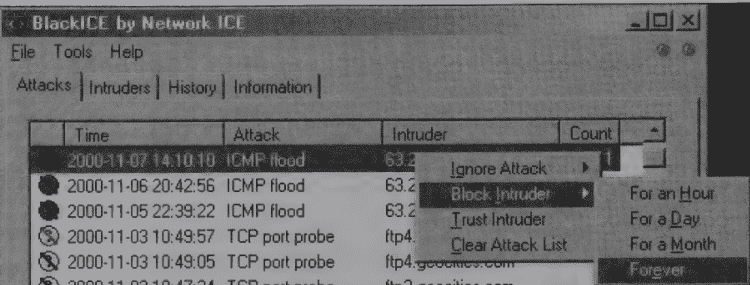 BlackICE by Network ICE
File Tools Help
Attacks Intruders History Information
Time Attack Intruder Count
2000-11-07 14:10:10 ICMP flood 63.2 1
2000-11-06 20:42:56 ICMP flood 63.2
2000-11-05 22:39:22 ICMP flood 63.2
2000-11-03 10:49:57 TCP port probe ftp4.
2000-11-03 10:49:05 TCP port probe ftp4.geocities.com
TCP port probe
Ignore Attack
Block Intruder
Trust Intruder
Clear Attack List
For an Hour
For a Day
For a Month
Forever